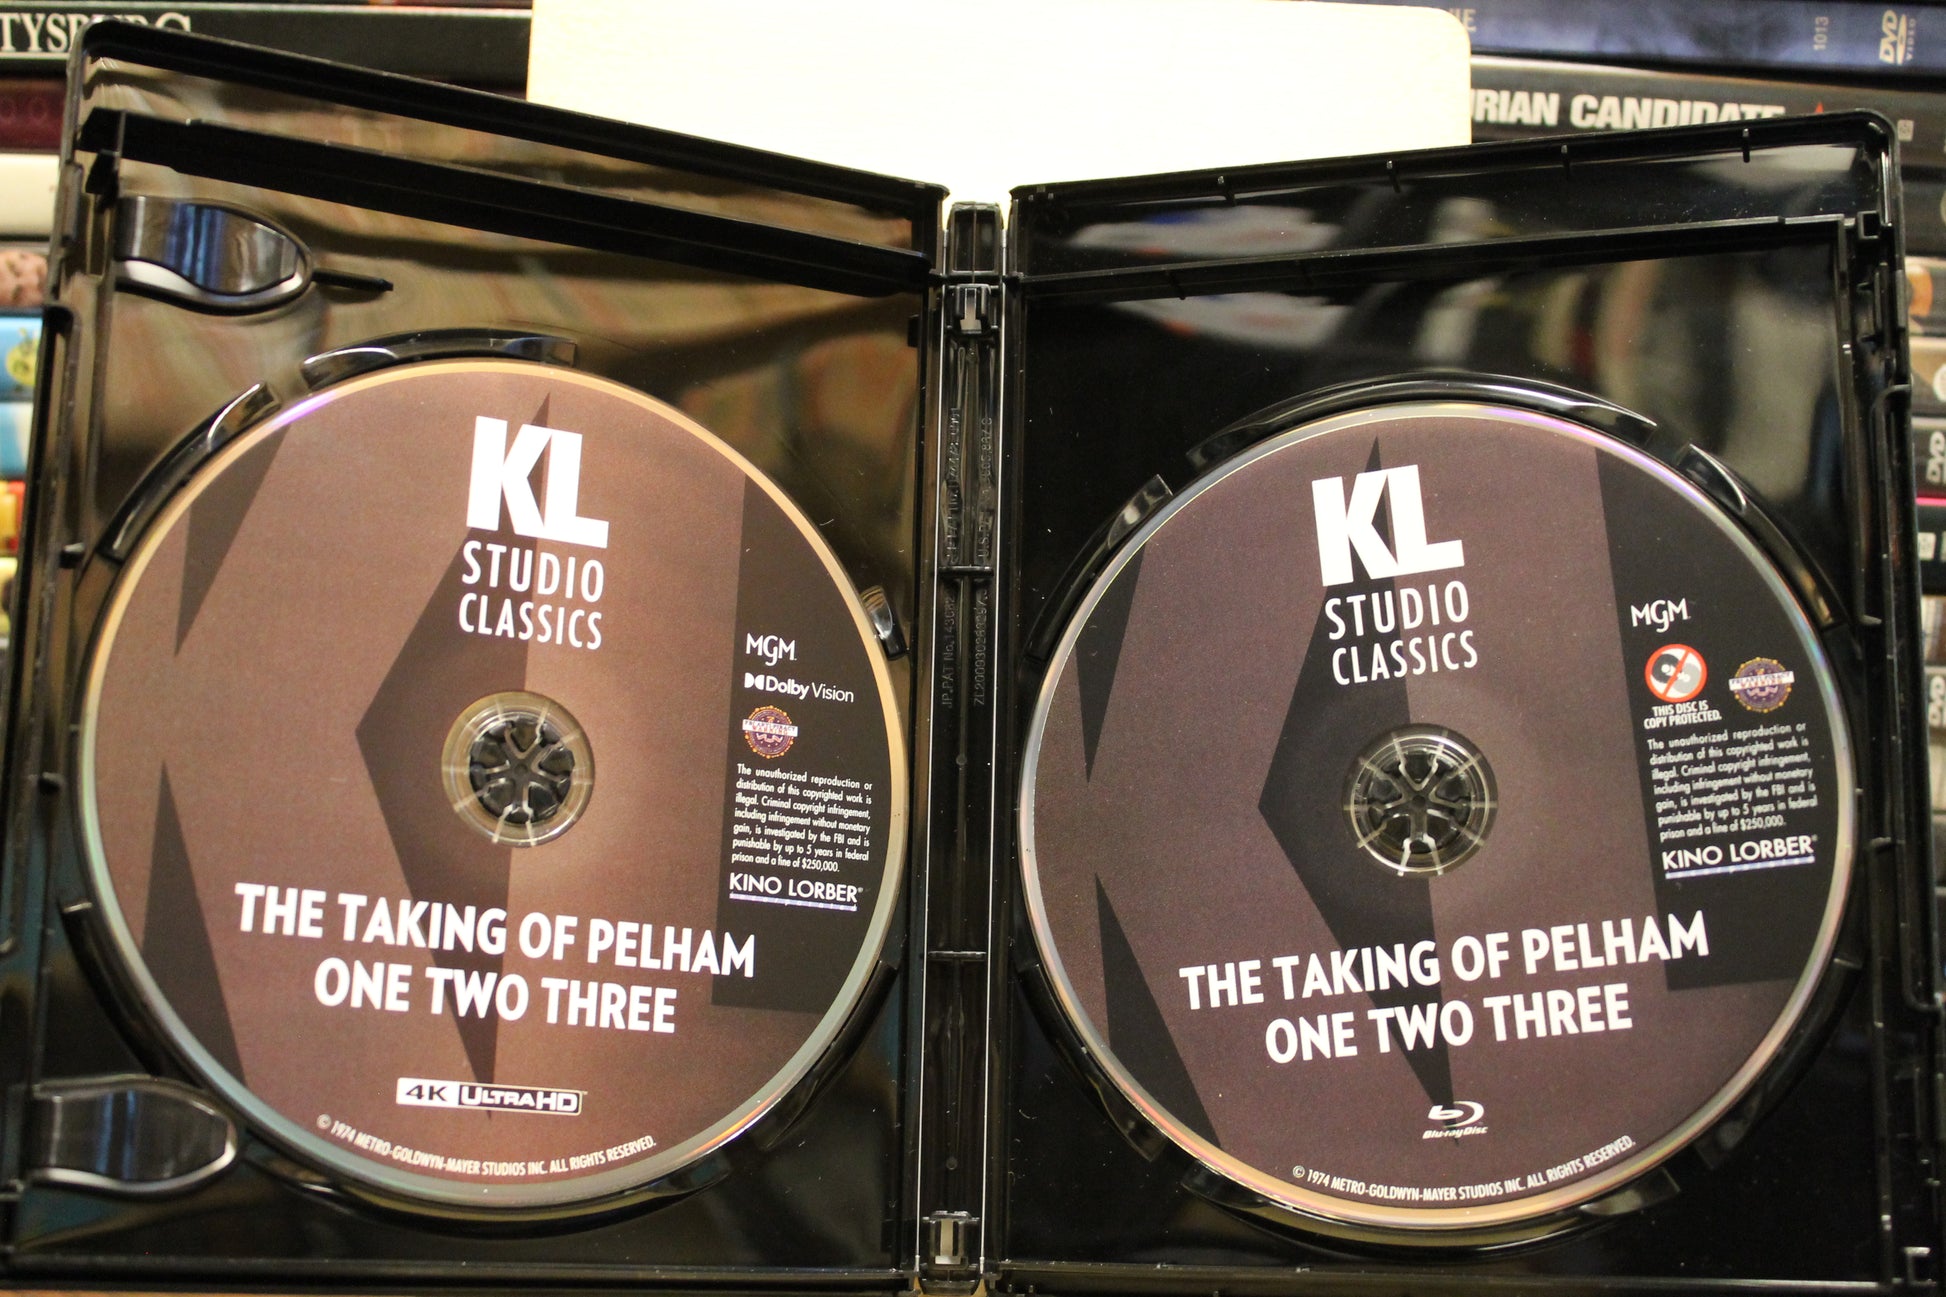 1013
DVD
VIDEO
CANDIDATE
KL
STUDIO
CLASSICS
MGM
Dolby Vision
The unauthorized reproduction or
distribution of this copyrighted work is
illegal. Criminal copyright infringement,
including infringement without monetary
gain, is investigated by the FBI and is
punishable by up to 5 years in federal
prison and a fine of $250,000.
KINO LORBER®
THE TAKING OF PELHAM
ONE TWO THREE
4K ULTRA HD
© 1974 METRO-GOLDWYN-MAYER STUDIOS INC. ALL RIGHTS RESERVED.
KL
STUDIO
CLASSICS
MGM
THIS DISC IS
COPY PROTECTED.
The unauthorized reproduction or
distribution of this copyrighted work is
illegal. Criminal copyright infringement,
including infringement without monetary
gain, is investigated by the FBI and is
punishable by up to 5 years in federal
prison and a fine of $250,000.
KINO LORBER®
THE TAKING OF PELHAM
ONE TWO THREE
Blu-ray Disc
© 1974 METRO-GOLDWYN-MAYER STUDIOS INC. ALL RIGHTS RESERVED.
DVD